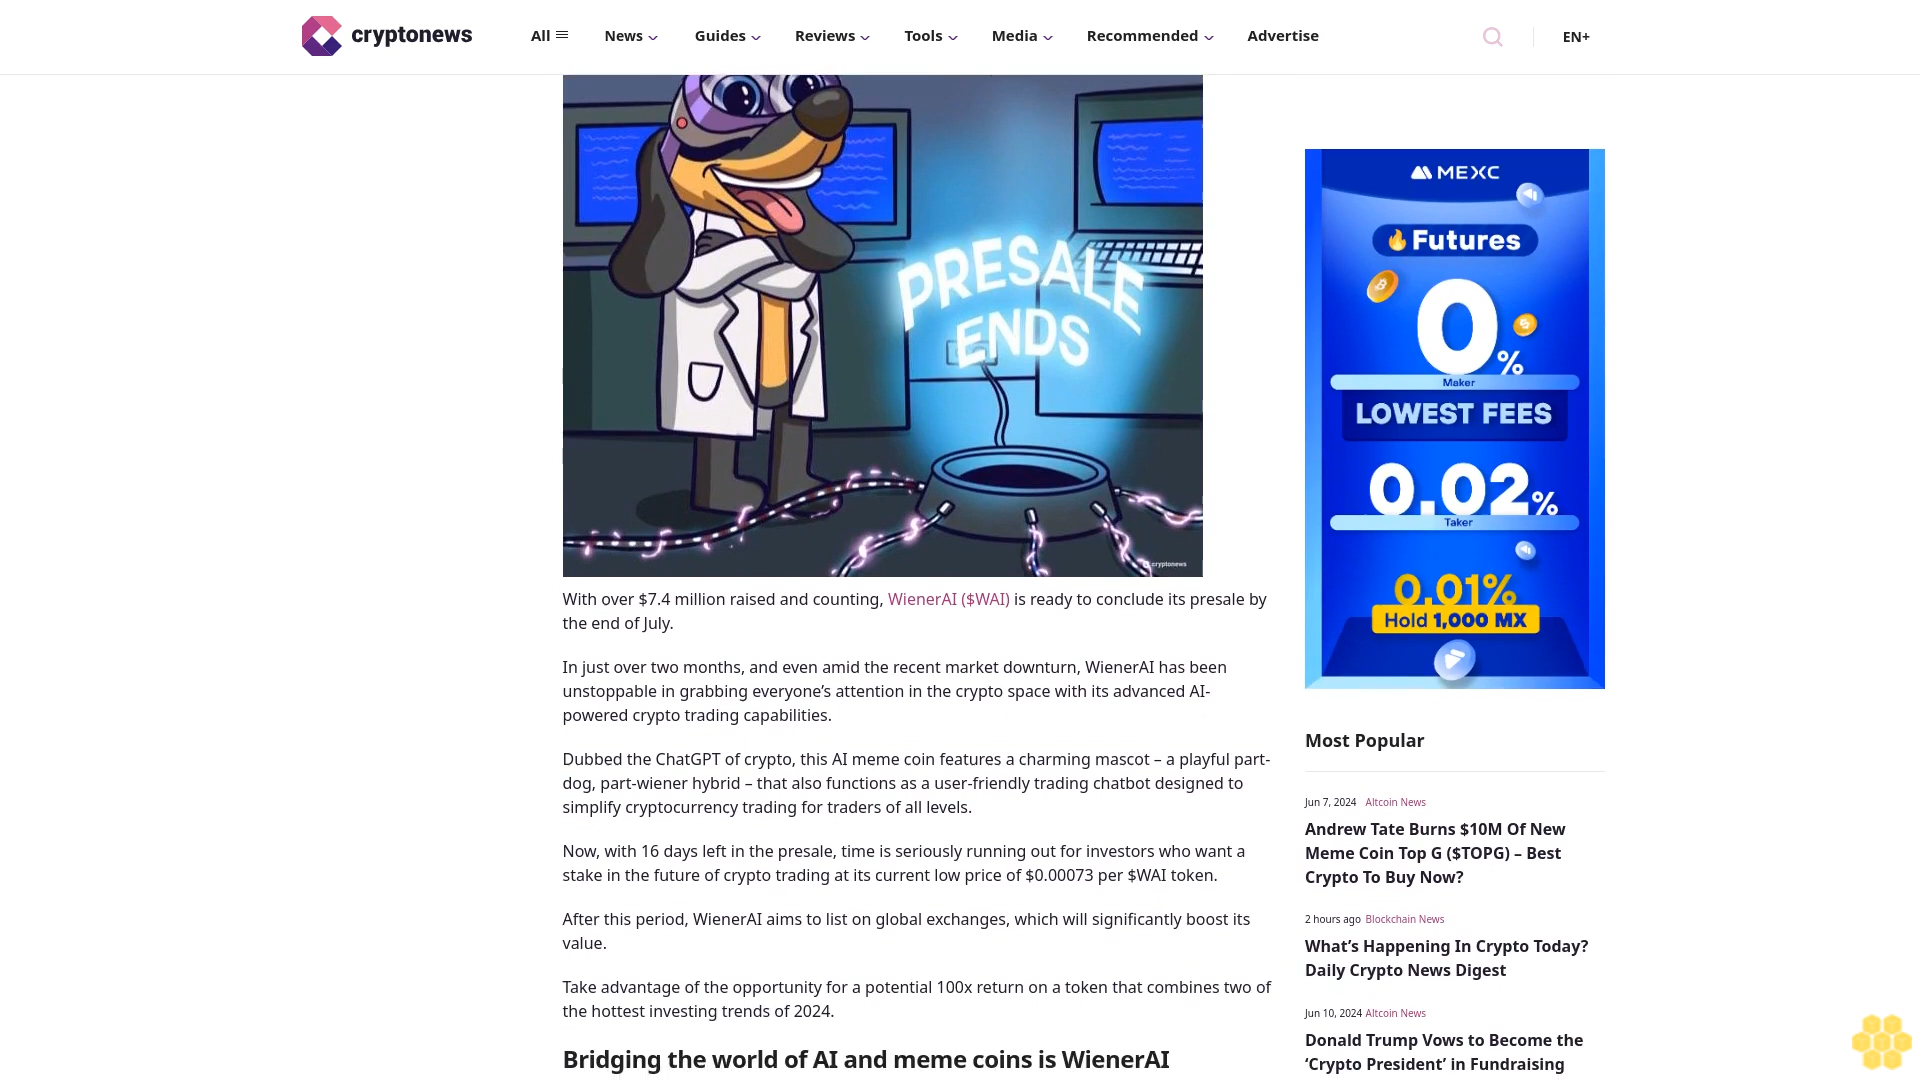 cryptonews
All
News
Guides
Reviews
Tools
Media
Recommended
Advertise
EN+
PRESALE
ENDS
cryptonews
With over $7.4 million raised and counting, WienerAI ($WAI) is ready to conclude its presale by
the end of July.
In just over two months, and even amid the recent market downturn, WienerAI has been
unstoppable in grabbing everyone’s attention in the crypto space with its advanced AI-
powered crypto trading capabilities.
Dubbed the ChatGPT of crypto, this AI meme coin features a charming mascot – a playful part-
dog, part-wiener hybrid – that also functions as a user-friendly trading chatbot designed to
simplify cryptocurrency trading for traders of all levels.
Now, with 16 days left in the presale, time is seriously running out for investors who want a
stake in the future of crypto trading at its current low price of $0.00073 per $WAI token.
After this period, WienerAI aims to list on global exchanges, which will significantly boost its
value.
Take advantage of the opportunity for a potential 100x return on a token that combines two of
the hottest investing trends of 2024.
Bridging the world of AI and meme coins is WienerAI
MEXC
Futures
0%
Maker
LOWEST FEES
0.02%
Taker
0.01%
Hold 1,000 MX
Most Popular
Jun 7, 2024 Altcoin News
Andrew Tate Burns $10M Of New
Meme Coin Top G ($TOPG) – Best
Crypto To Buy Now?
2 hours ago Blockchain News
What’s Happening In Crypto Today?
Daily Crypto News Digest
Jun 10, 2024 Altcoin News
Donald Trump Vows to Become the
‘Crypto President’ in Fundraising